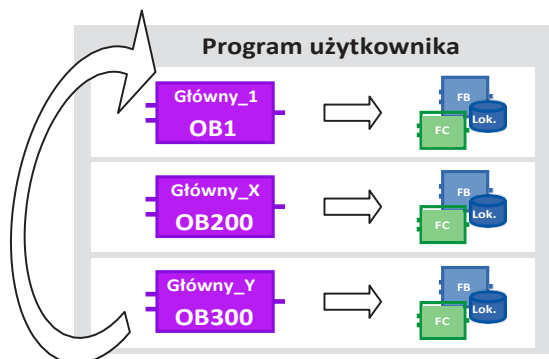 Program użytkownika
Główny_1
OB1
FB
FC
Lok.
Główny_X
OB200
FB
FC
Lok.
Główny_Y
OB300
FB
FC
Lok.